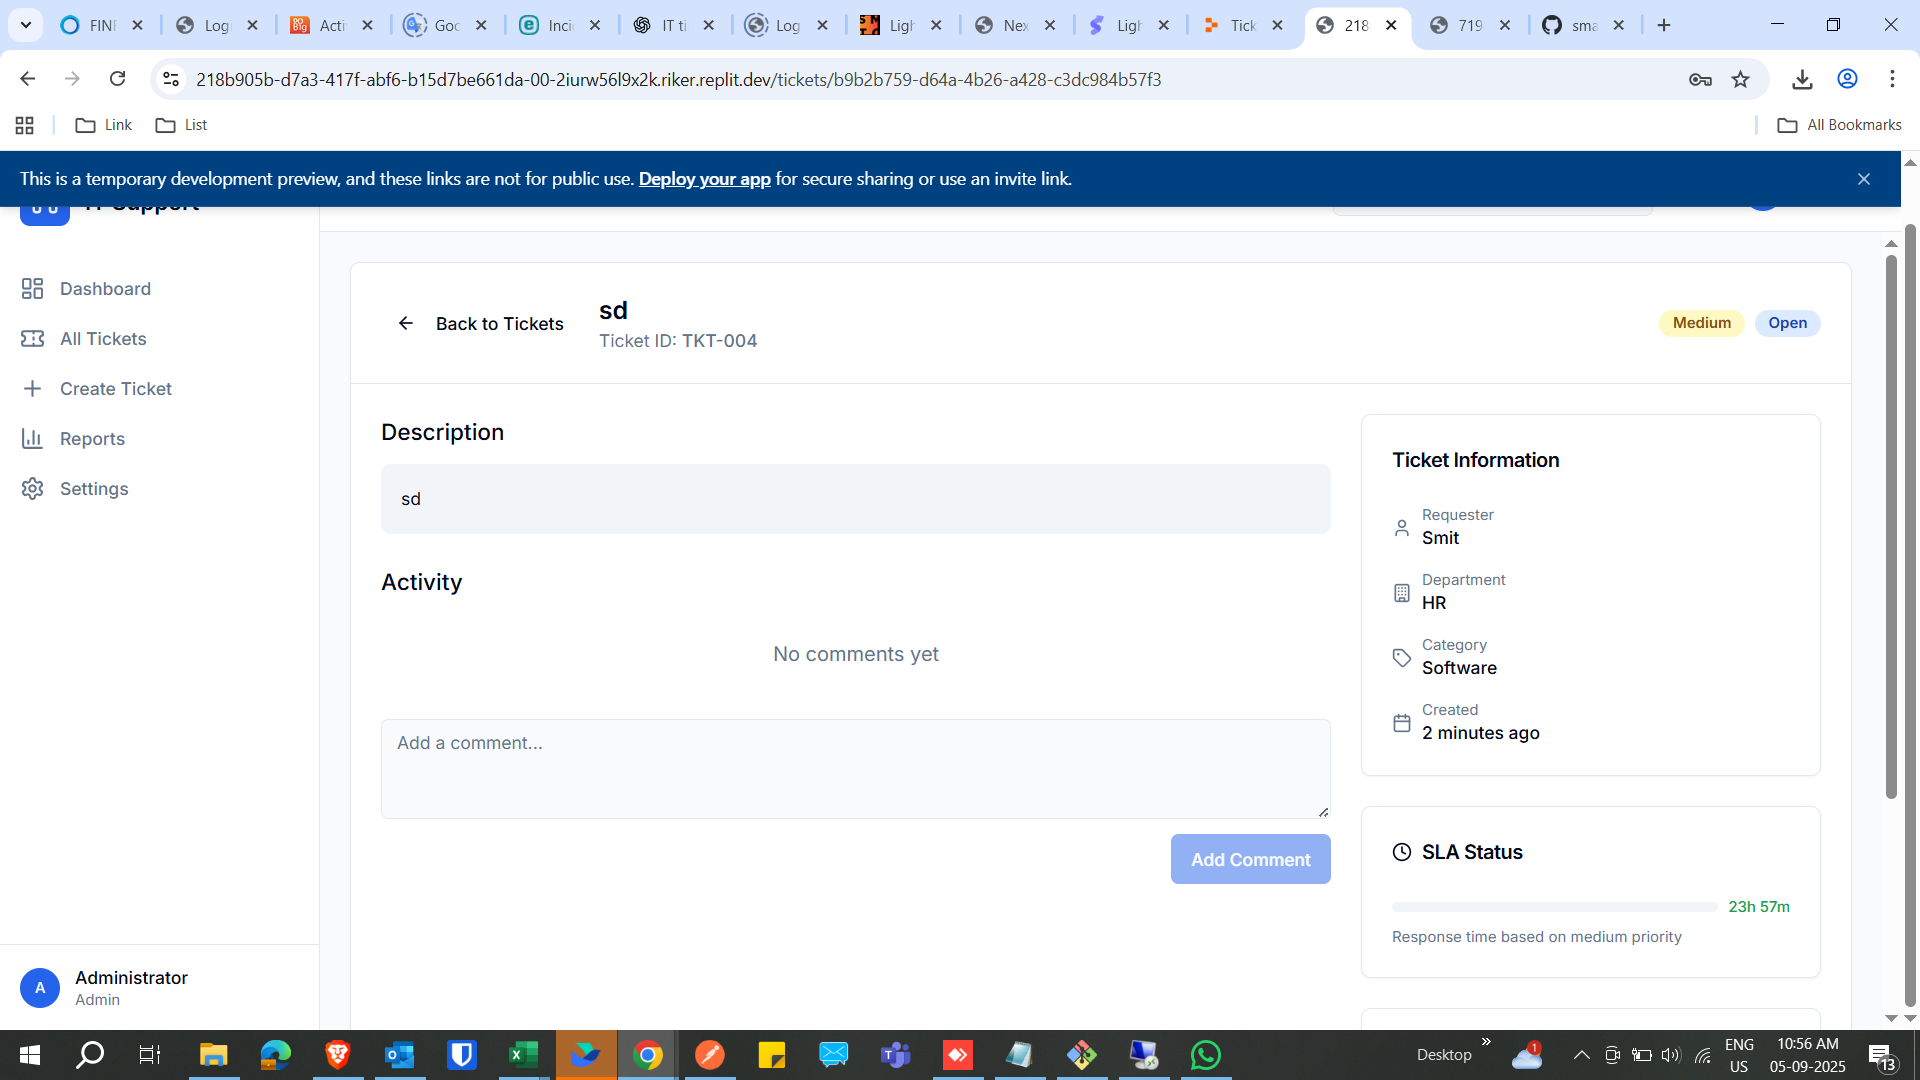 FINF
Logi
Acti
Goc
Inci
IT ti
Log
Ligh
Nex
Ligh
Tick
218
719
sma
218b905b-d7a3-417f-abf6-b15d7be661da-00-2iurw56l9x2k.riker.replit.dev/tickets/b9b2b759-d64a-4b26-a428-c3dc984b57f3
Link
List
All Bookmarks
This is a temporary development preview, and these links are not for public use. Deploy your app for secure sharing or use an invite link.
IT Support
Dashboard
All Tickets
Create Ticket
Reports
Settings
Administrator
A
Admin
Back to Tickets
sd
Ticket ID: TKT-004
Medium
Open
Description
sd
Activity
No comments yet
Add a comment...
Add Comment
Ticket Information
Requester
Smit
Department
HR
Category
Software
Created
2 minutes ago
SLA Status
23h 57m
Response time based on medium priority
Desktop
1
ENG
US
10:56 AM
05-09-2025
13